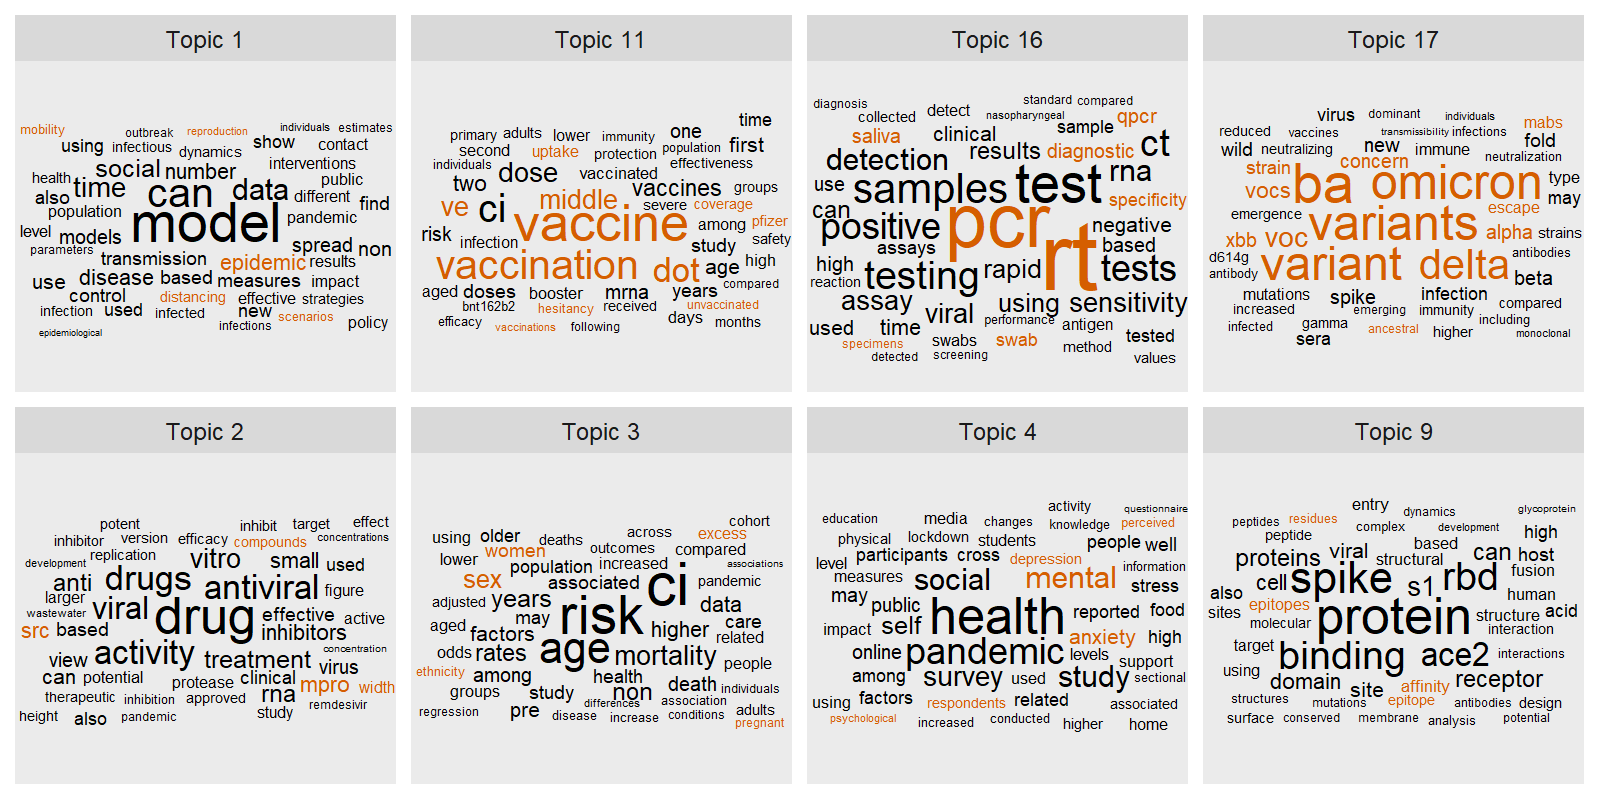 Topic 1
mobility outbreak reproduction individuals estimates
using infectious dynamics show contact
social number interventions
health time can data public
also different find
population model pandemic
level models spread non
parameters transmission epidemic results
use disease based measures impact
control distancing effective strategies
infection used infected new scenarios
infections policy
epidemiological
Topic 11
time
primary adults lower immunity one
second uptake protection population first
individuals dose vaccinated effectiveness
two middle vaccines groups
ve ci severe coverage
vaccine among pfizer
risk infection study safety
vaccination dot age high
compared
aged doses booster mrna years
bnt162b2 hesitancy received unvaccinated
efficacy vaccinations following days months
Topic 16
diagnosis standard compared
collected detect nasopharyngeal qpcr
saliva clinical sample
detection results diagnostic ct
use samples test rna
can specificity
positive pcr negative
assays rt based
high testing rapid tests
reaction
assay viral using sensitivity
used time performance antigen
specimens swabs swab method tested
detected screening values
Topic 17
virus dominant individuals
reduced vaccines transmissibility infections mabs
wild neutralizing new immune fold
strain concern neutralization
vocs ba omicron type
may
emergence variants escape
xbb voc alpha strains
d614g variant delta antibodies
antibody beta
mutations spike infection
increased emerging immunity compared
infected gamma ancestral higher including
sera monoclonal
Topic 2
potent inhibit target effect
inhibitor version efficacy compounds concentrations
replication vitro
development anti drugs small used
larger antiviral figure
wastewater viral drug effective active
src based inhibitors
view activity treatment concentration
virus
can potential protease clinical mpro width
therapeutic inhibition approved rna remdesivir
height also pandemic study
Topic 3
cohort
using older deaths across excess
lower women outcomes compared
population increased associations
sex associated ci pandemic
adjusted years risk data
may care
aged factors higher related
odds rates age mortality people
ethnicity among health
groups study non death individuals
differences association
regression pre disease increase conditions adults
pregnant
Topic 4
activity questionnaire
education media changes knowledge perceived
physical lockdown students
level participants cross depression people well
measures social mental information
may stress
public health reported food
impact self anxiety high
online pandemic levels
among survey used study support
sectional
using factors respondents related associated
psychological increased conducted higher home
Topic 9
entry dynamics glycoprotein
peptides residues complex development
peptide based high
proteins viral structural can host
cell spike s1 rbd fusion
also human
sites epitopes protein structure acid
molecular interaction
target binding ace2 interactions
using domain site affinity receptor
structures mutations epitope antibodies design
surface conserved membrane analysis potential